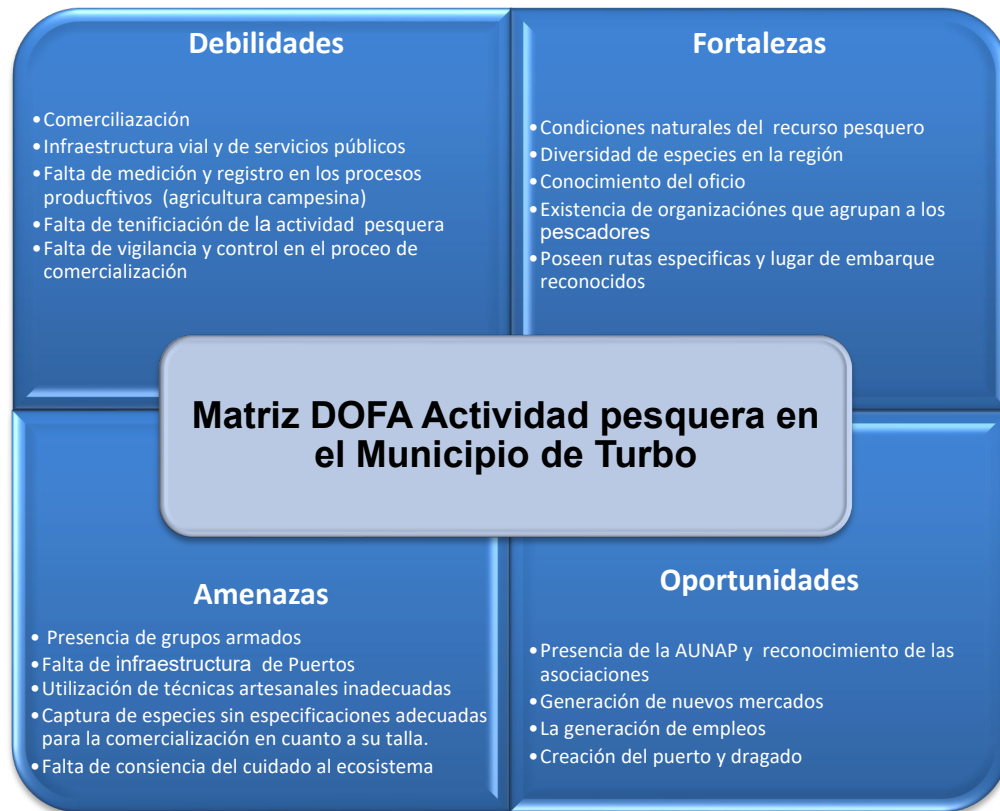 Debilidades
•Comerciliazación
•Infraestructura vial y de servicios públicos
•Falta de medición y registro en los procesos
producftivos (agricultura campesina)
•Falta de tenificiación de la actividad pesquera
•Falta de vigilancia y control en el proceo de
comercialización
Fortalezas
•Condiciones naturales del recurso pesquero
•Diversidad de especies en la región
•Conocimiento del oficio
•Existencia de organizaciónes que agrupan a los
pescadores
•Poseen rutas especificas y lugar de embarque
reconocidos
Matriz DOFA Actividad pesquera en
el Municipio de Turbo
Amenazas
• Presencia de grupos armados
•Falta de infraestructura de Puertos
•Utilización de técnicas artesanales inadecuadas
•Captura de especies sin especificaciones adecuadas
para la comercialización en cuanto a su talla.
•Falta de consiencia del cuidado al ecosistema
Oportunidades
•Presencia de la AUNAP y reconocimiento de las
asociaciones
•Generación de nuevos mercados
•La generación de empleos
•Creación del puerto y dragado